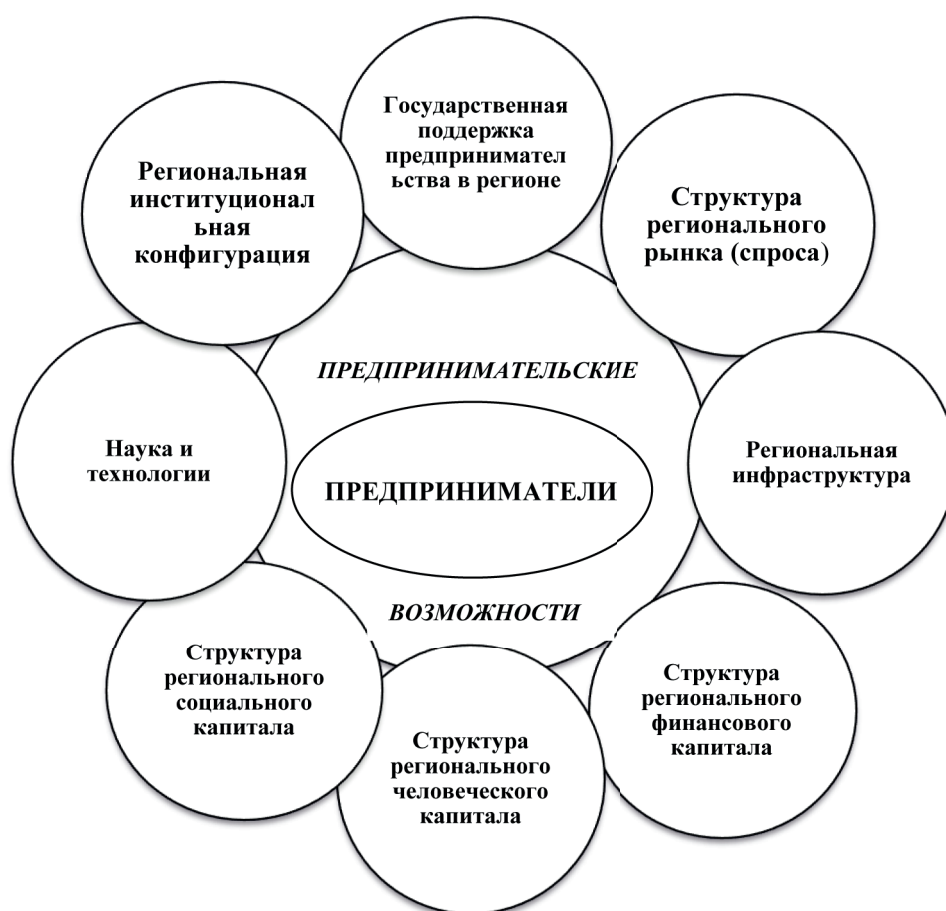 Государственная
поддержка
предпринимател
ьства в регионе
Региональная
институционал
ьная
конфигурация
Структура
регионального
рынка (спроса)
ПРЕДПРИНИМАТЕЛЬСКИЕ
Наука и
технологии
Региональная
инфраструктура
ПРЕДПРИНИМАТЕЛИ
ВОЗМОЖНОСТИ
Структура
регионального
социального
капитала
Структура
регионального
финансового
капитала
Структура
регионального
человеческого
капитала